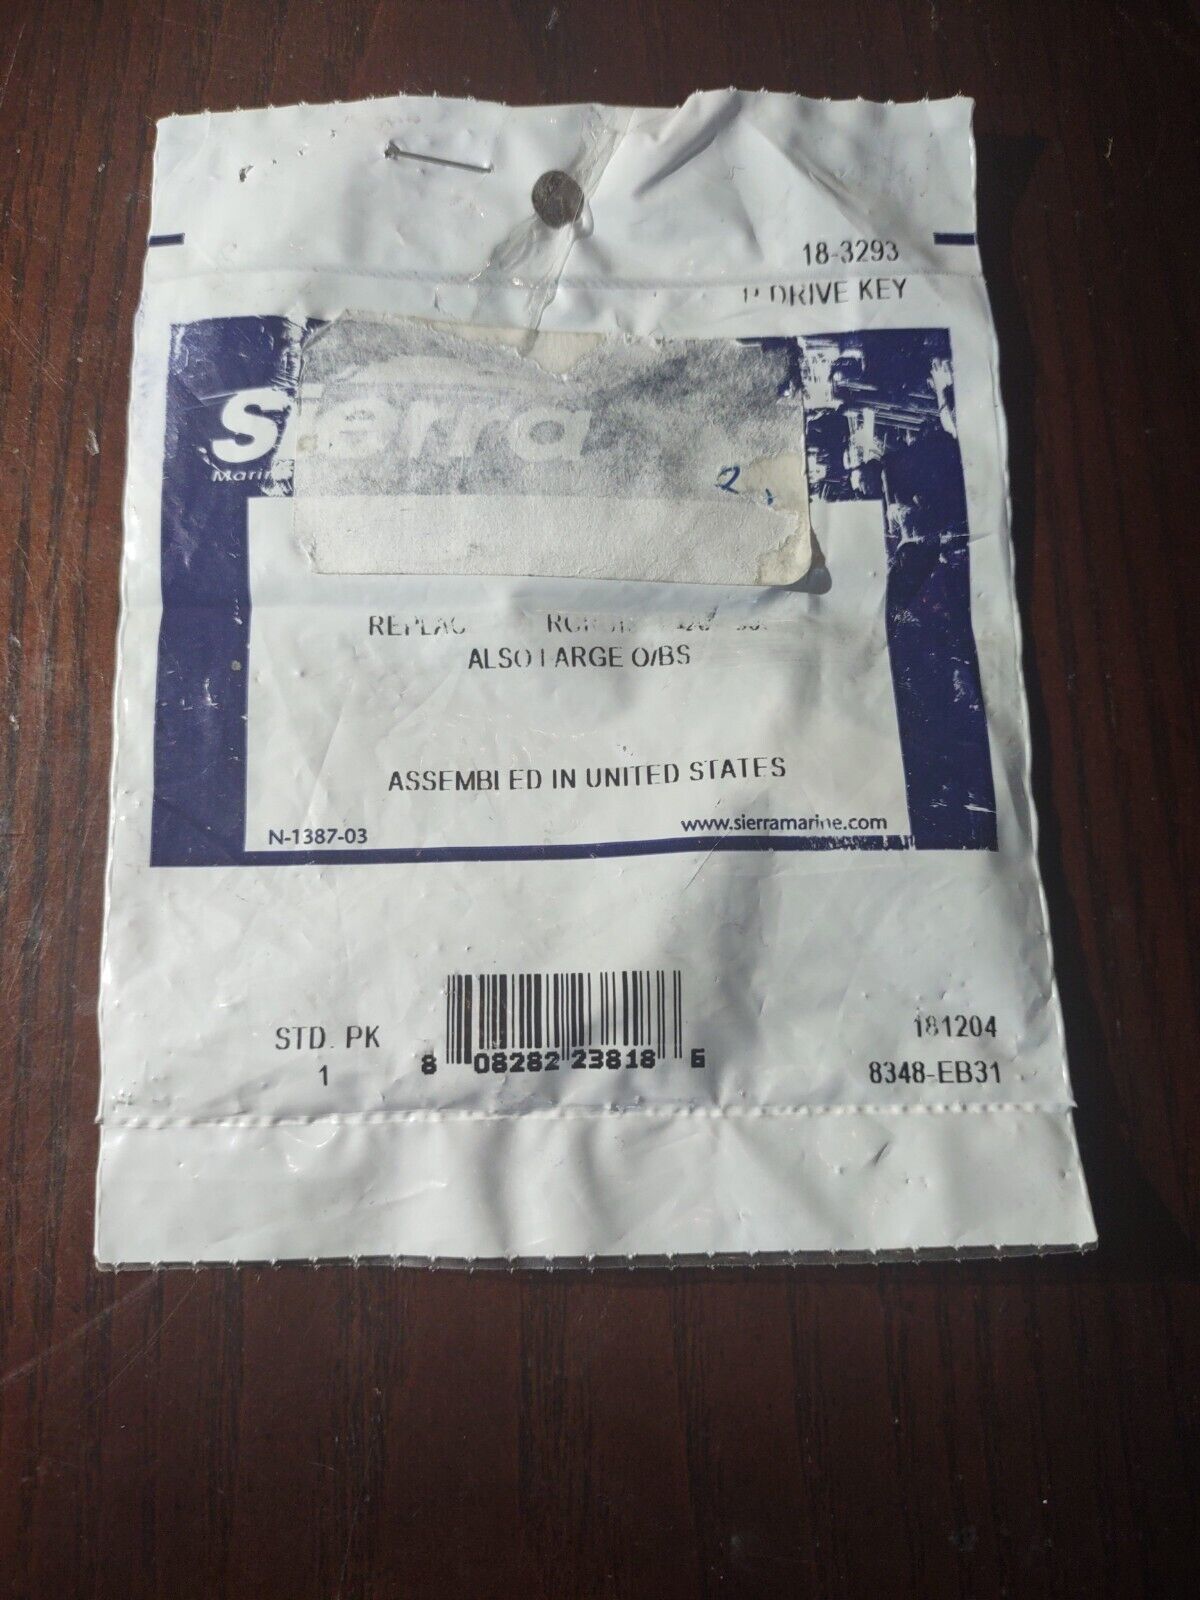 18-3293
DRIVE KEY
Sierra
2
ALSO LARGE O/BS
ASSEMBLED IN UNITED STATES
N-1387-03
www.sierramarine.com
STD. PK
1
8 08282 23818 6
181204
8348-EB31